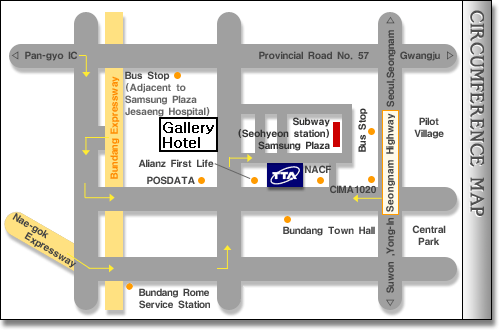 CIRCUMFERENCE MAP
Pan-gyo IC
Provincial Road No. 57
Gwangju
Seoul,Seongnam
Bus Stop
(Adjacent to
Samsung Plaza
Jesaeng Hospital)
Bundang Expressway
Gallery
Hotel
Subway
(Seohyeon station)
Samsung Plaza
Bus Stop
Seongnam Highway
Pilot
Village
Alianz First Life
POSDATA
TTA
NACF
CIMA1020
Nae-gok
Expressway
Bundang Town Hall
Central
Park
Suwon ,Yong-In
Bundang Rome
Service Station